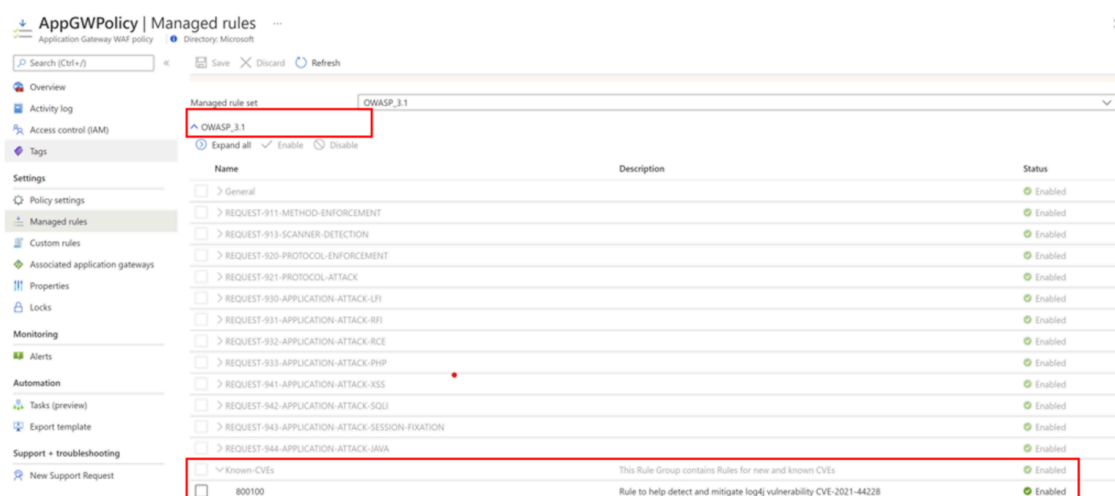 AppGWPolicy | Managed rules ...
Application Gateway WAF policy Directory: Microsoft
Search (Ctrl+/)
«
Save Discard Refresh
Overview
Activity log
Access control (IAM)
Tags
Settings
Policy settings
Managed rules
Custom rules
Associated application gateways
Properties
Locks
Monitoring
Alerts
Automation
Tasks (preview)
Export template
Support + troubleshooting
New Support Request
Managed rule set OWASP_3.1
OWASP_3.1
Expand all Enable Disable
Name Description Status
General Enabled
REQUEST-911-METHOD-ENFORCEMENT Enabled
REQUEST-913-SCANNER-DETECTION Enabled
REQUEST-920-PROTOCOL-ENFORCEMENT Enabled
REQUEST-921-PROTOCOL-ATTACK Enabled
REQUEST-930-APPLICATION-ATTACK-LFI Enabled
REQUEST-931-APPLICATION-ATTACK-RFI Enabled
REQUEST-932-APPLICATION-ATTACK-RCE Enabled
REQUEST-933-APPLICATION-ATTACK-PHP Enabled
REQUEST-941-APPLICATION-ATTACK-XSS Enabled
REQUEST-942-APPLICATION-ATTACK-SQLI Enabled
REQUEST-943-APPLICATION-ATTACK-SESSION-FIXATION Enabled
REQUEST-944-APPLICATION-ATTACK-JAVA Enabled
Known-CVEs This Rule Group contains Rules for new and known CVEs Enabled
800100 Rule to help detect and mitigate log4j vulnerability CVE-2021-44228 Enabled